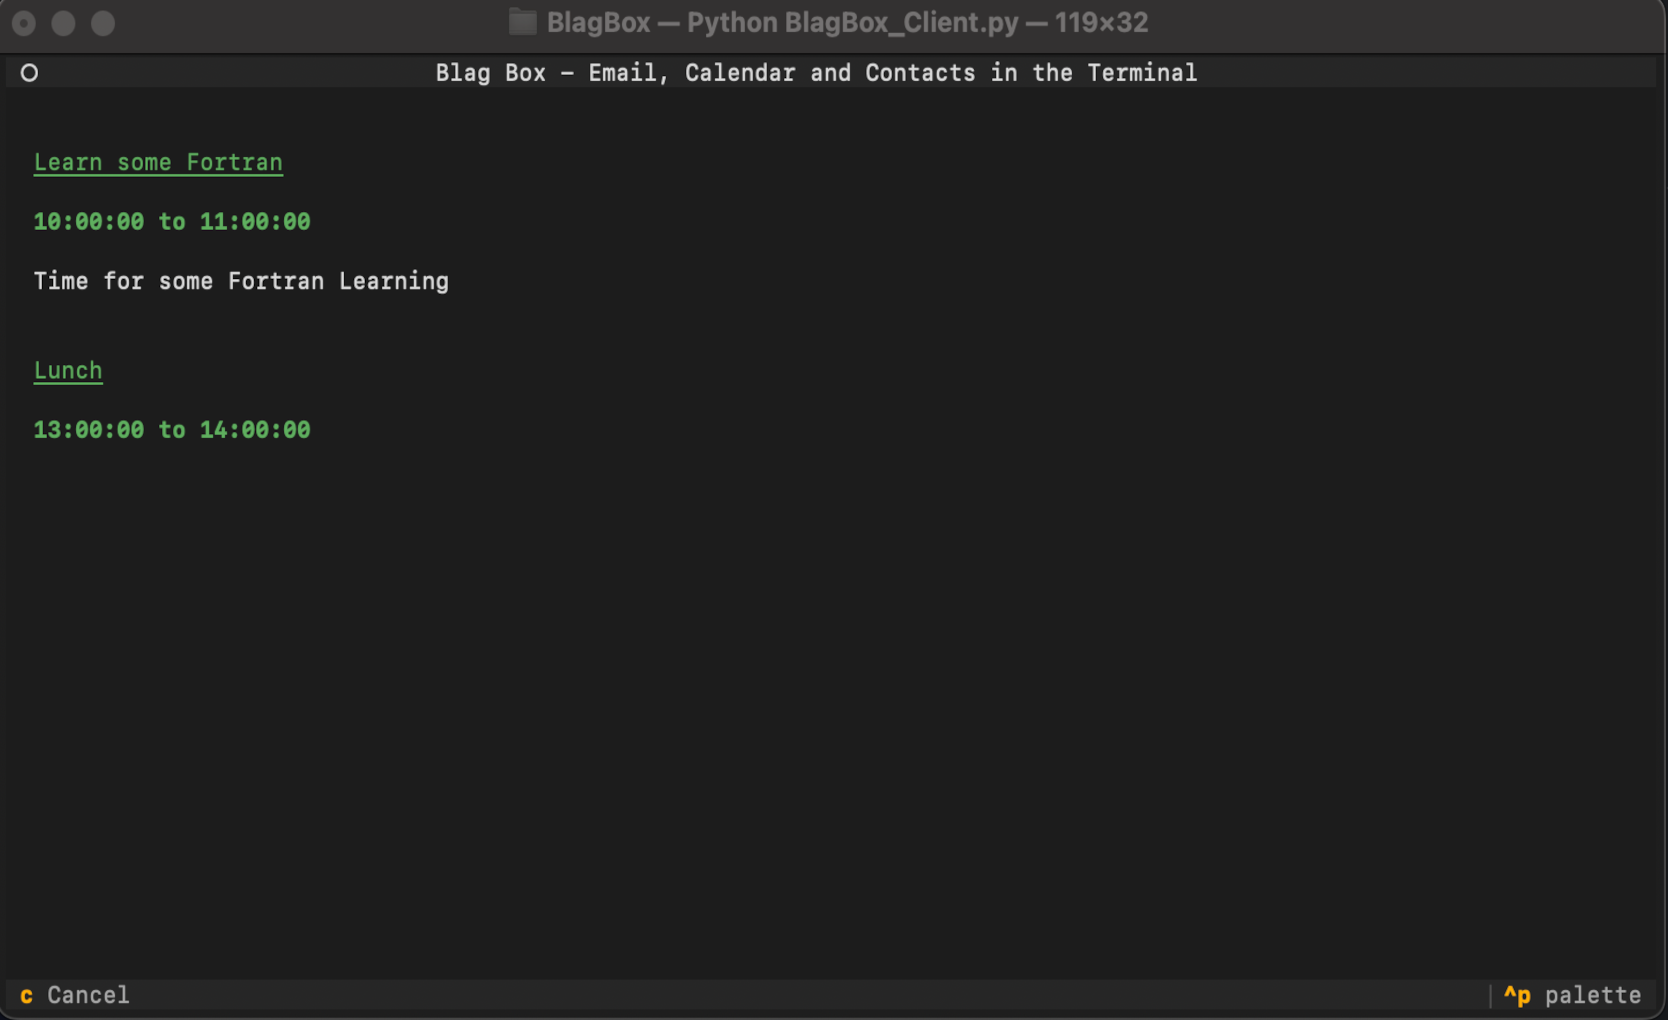 BlagBox — Python BlagBox_Client.py — 119×32
Blag Box – Email, Calendar and Contacts in the Terminal
Learn some Fortran
10:00:00 to 11:00:00
Time for some Fortran Learning
Lunch
13:00:00 to 14:00:00
c Cancel
^p palette